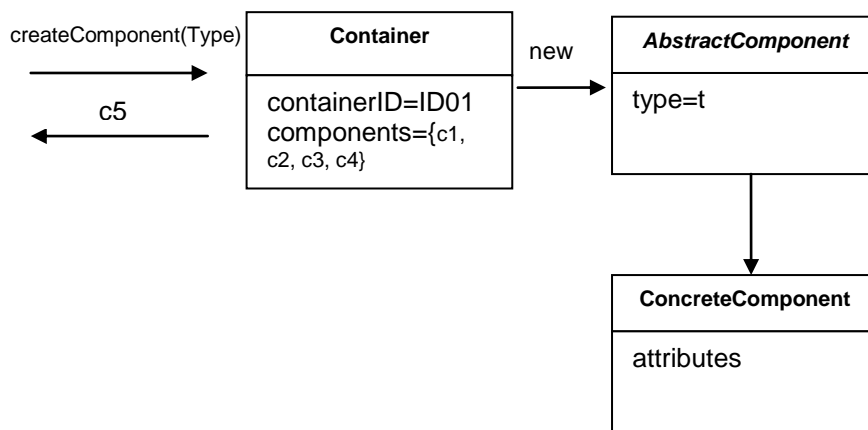 createComponent(Type)
c5
Container
containerID=ID01
components={c1,
c2, c3, c4}
new
AbstractComponent
type=t
ConcreteComponent
attributes